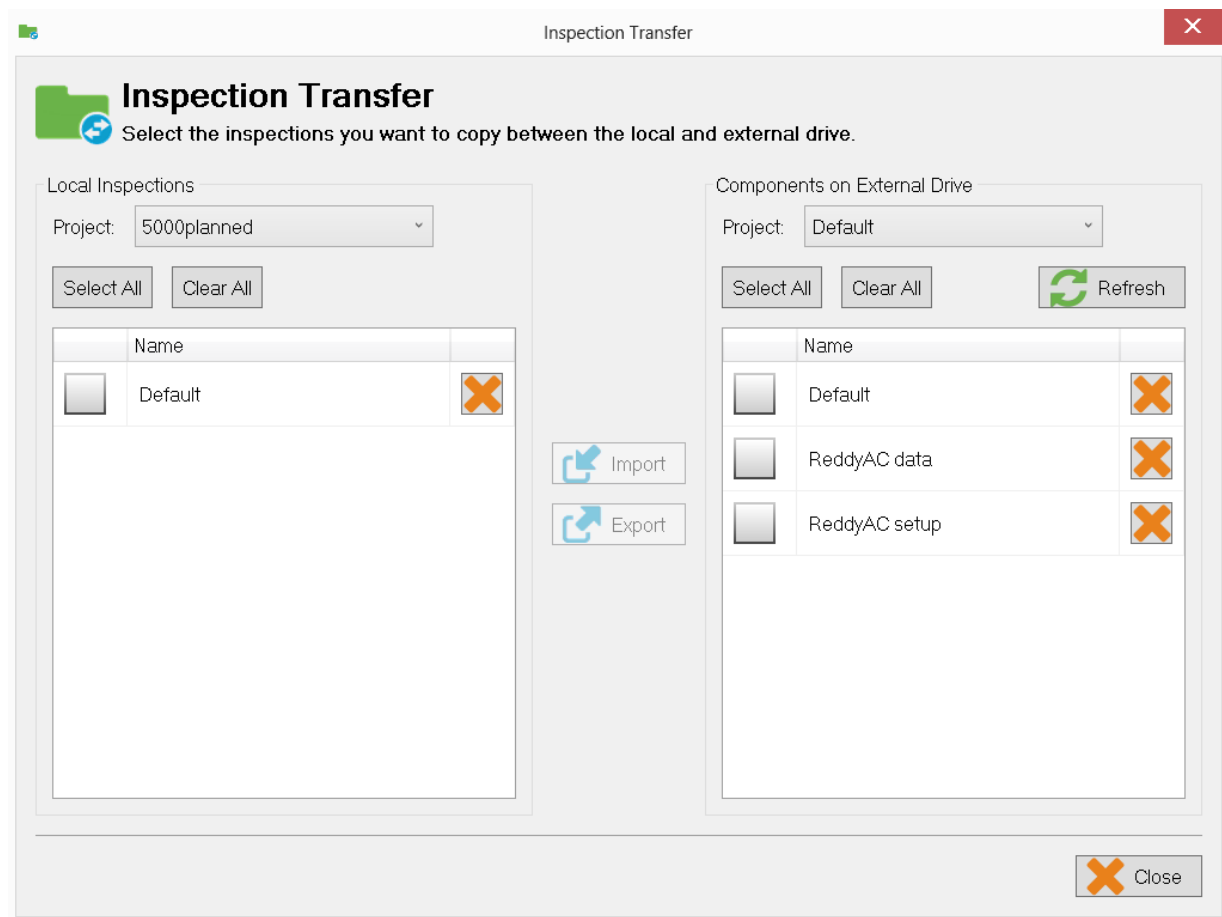 Inspection Transfer
Inspection Transfer
Select the inspections you want to copy between the local and external drive.
Local Inspections
Project: 5000planned
Select All Clear All
Name
Default
Import
Export
Components on External Drive
Project: Default
Select All Clear All Refresh
Name
Default
ReddyAC data
ReddyAC setup
Close